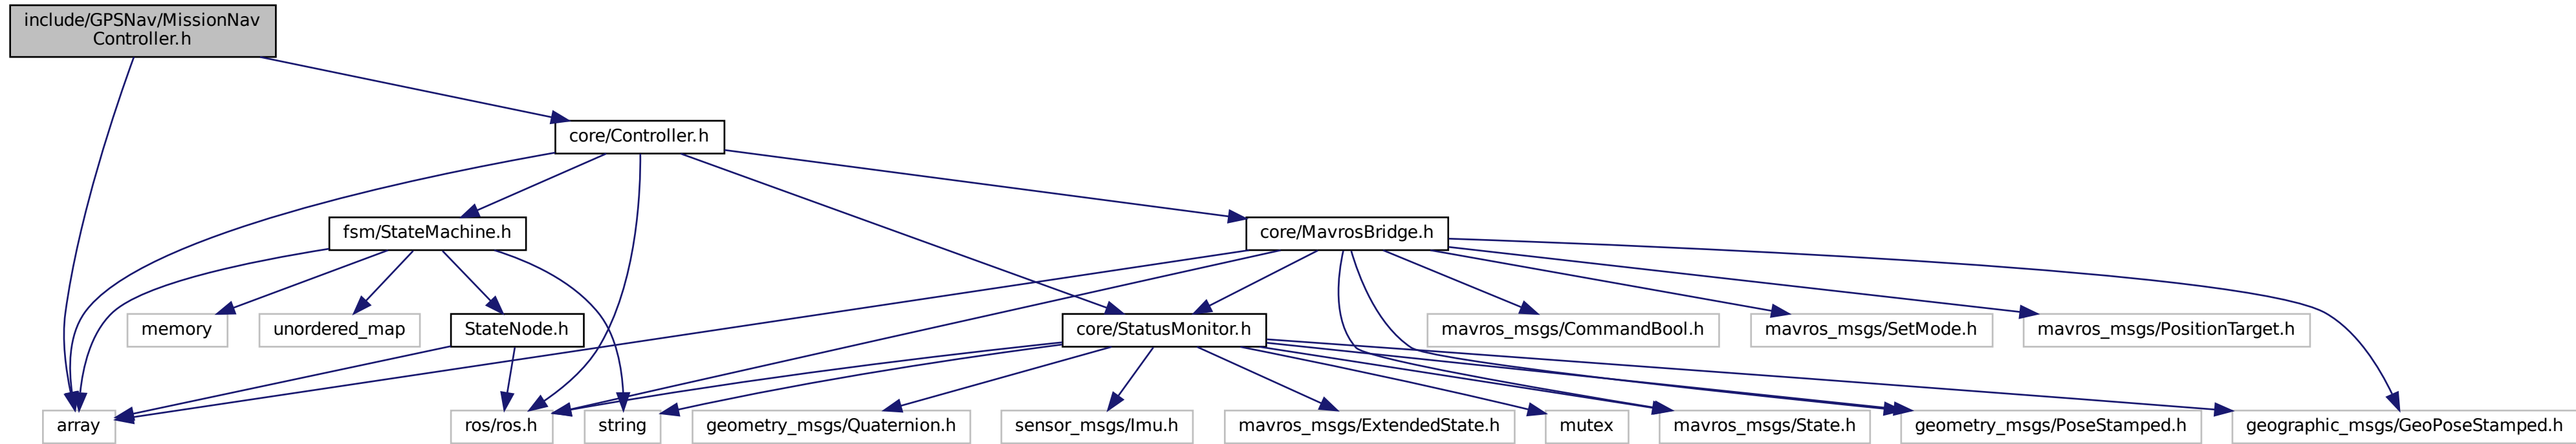 include/GPSNav/MissionNav
Controller.h
core/Controller.h
fsm/StateMachine.h
core/MavrosBridge.h
memory
unordered_map
StateNode.h
core/StatusMonitor.h
mavros_msgs/CommandBool.h
mavros_msgs/SetMode.h
mavros_msgs/PositionTarget.h
array
ros/ros.h
string
geometry_msgs/Quaternion.h
sensor_msgs/Imu.h
mavros_msgs/ExtendedState.h
mutex
mavros_msgs/State.h
geometry_msgs/PoseStamped.h
geographic_msgs/GeoPoseStamped.h